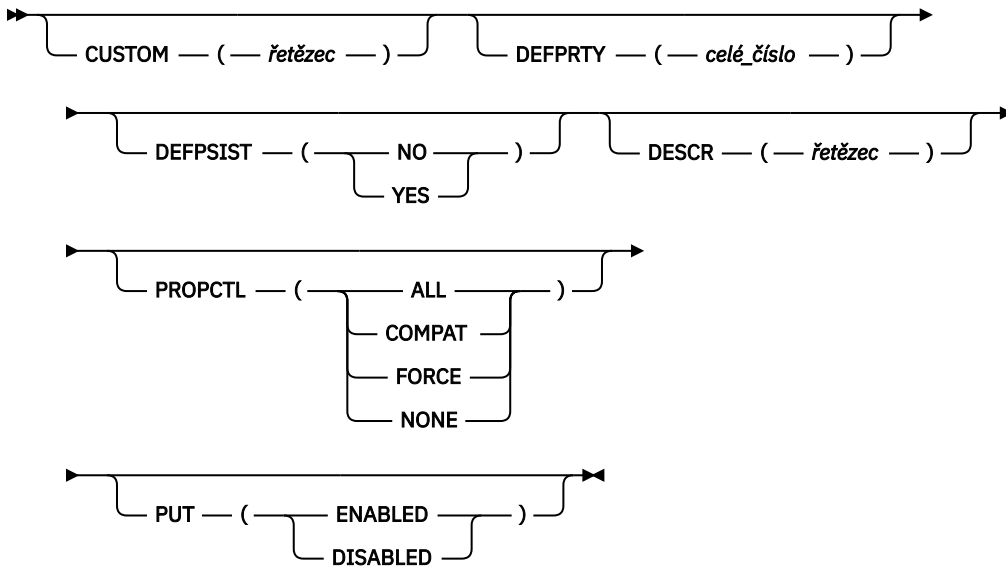 CUSTOM ( řetězec ) DEFPRTY ( celé_číslo )
DEFPSIST ( NO ) DESCR ( řetězec )
YES
PROPCTL ( ALL )
COMPAT
FORCE
NONE
PUT ( ENABLED )
DISABLED